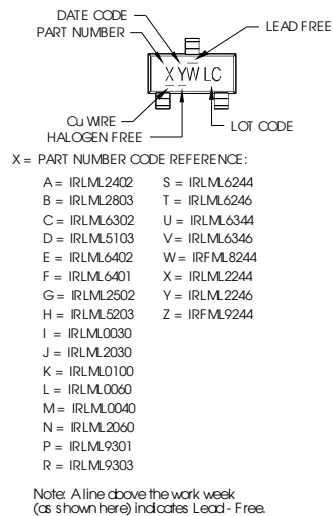 DATE CODE
PART NUMBER
LEAD FREE
X YW LC
Cu WIRE
HALOGEN FREE
LOT CODE
X = PART NUMBER CODE REFERENCE:
A = IRLML2402 S = IRLML6244
B = IRLML2803 T = IRLML6246
C = IRLML6302 U = IRLML6344
D = IRLML5103 V = IRLML6346
E = IRLML6402 W = IRFML8244
F = IRLML6401 X = IRLML2244
G = IRLML2502 Y = IRLML2246
H = IRLML5203 Z = IRFML9244
I = IRLML0030
J = IRLML2030
K = IRLML0100
L = IRLML0060
M = IRLML0040
N = IRLML2060
P = IRLML9301
R = IRLML9303
Note: A line above the work week
(as shown here) indicates Lead - Free.